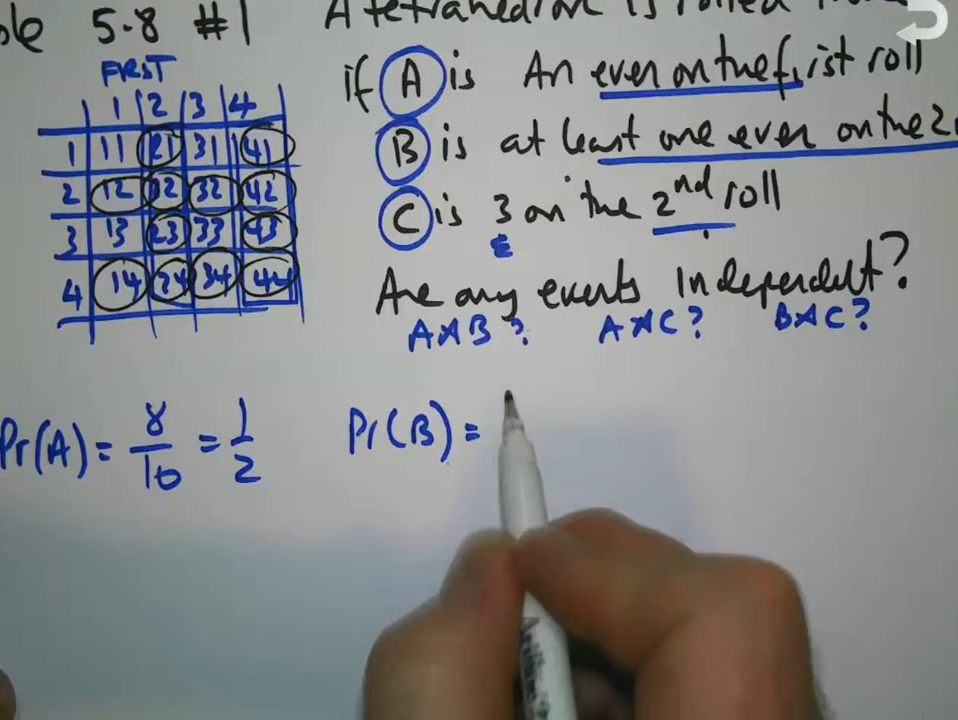 5.8 #1 A tetrahedron is rolled
FIRST
if A is An even on the first roll
1 2 3 4
B is at least one even on the
1 11 21 31 41
2 12 22 32 42
C is 3 on the 2nd roll
3 13 23 33 43
4 14 24 34 44
Are any events Independent?
A&B? A&C? B&C?
Pr(A) = 8/16 = 1/2 Pr(B) =